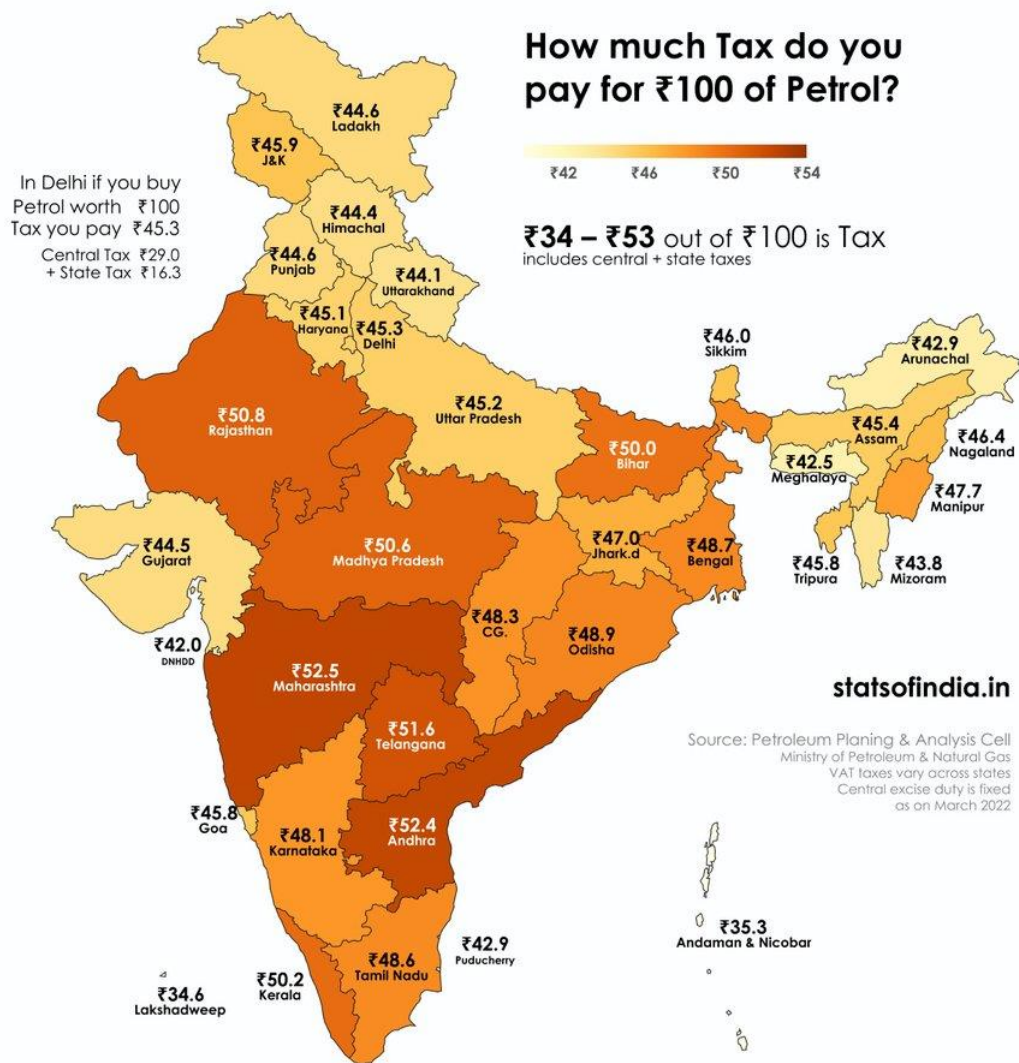 How much Tax do you
pay for ₹100 of Petrol?
₹42 ₹46 ₹50 ₹54
₹34 – ₹53 out of ₹100 is Tax
includes central + state taxes
In Delhi if you buy
Petrol worth ₹100
Tax you pay ₹45.3
Central Tax ₹29.0
+ State Tax ₹16.3
₹44.6
Ladakh
₹45.9
J&K
₹44.4
Himachal
₹44.6
Punjab
₹44.1
Uttarakhand
₹45.1
Haryana
₹45.3
Delhi
₹46.0
Sikkim
₹42.9
Arunachal
₹50.8
Rajasthan
₹45.2
Uttar Pradesh
₹50.0
Bihar
₹45.4
Assam
₹46.4
Nagaland
₹42.5
Meghalaya
₹47.7
Manipur
₹44.5
Gujarat
₹50.6
Madhya Pradesh
₹47.0
Jhark.d
₹48.7
Bengal
₹45.8
Tripura
₹43.8
Mizoram
₹48.3
CG.
₹48.9
Odisha
₹42.0
DNHDD
₹52.5
Maharashtra
₹51.6
Telangana
₹45.8
Goa
₹48.1
Karnataka
₹52.4
Andhra
₹35.3
Andaman & Nicobar
₹42.9
Puducherry
₹48.6
Tamil Nadu
₹50.2
Kerala
₹34.6
Lakshadweep
statsofindia.in
Source: Petroleum Planing & Analysis Cell
Ministry of Petroleum & Natural Gas
VAT taxes vary across states
Central excise duty is fixed
as on March 2022